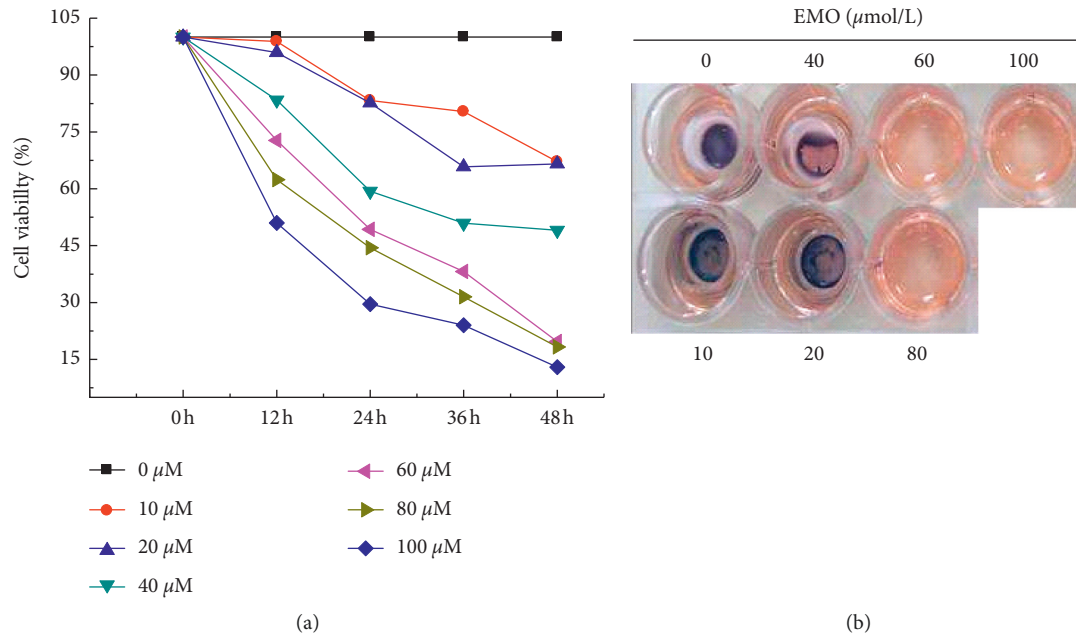 105
90
75
60
45
30
15
Cell viabillty (%)
0 h
12 h
24 h
36 h
48 h
0 μM
10 μM
20 μM
40 μM
60 μM
80 μM
100 μM
(a)
EMO (μmol/L)
0 40 60 100
10 20 80
(b)